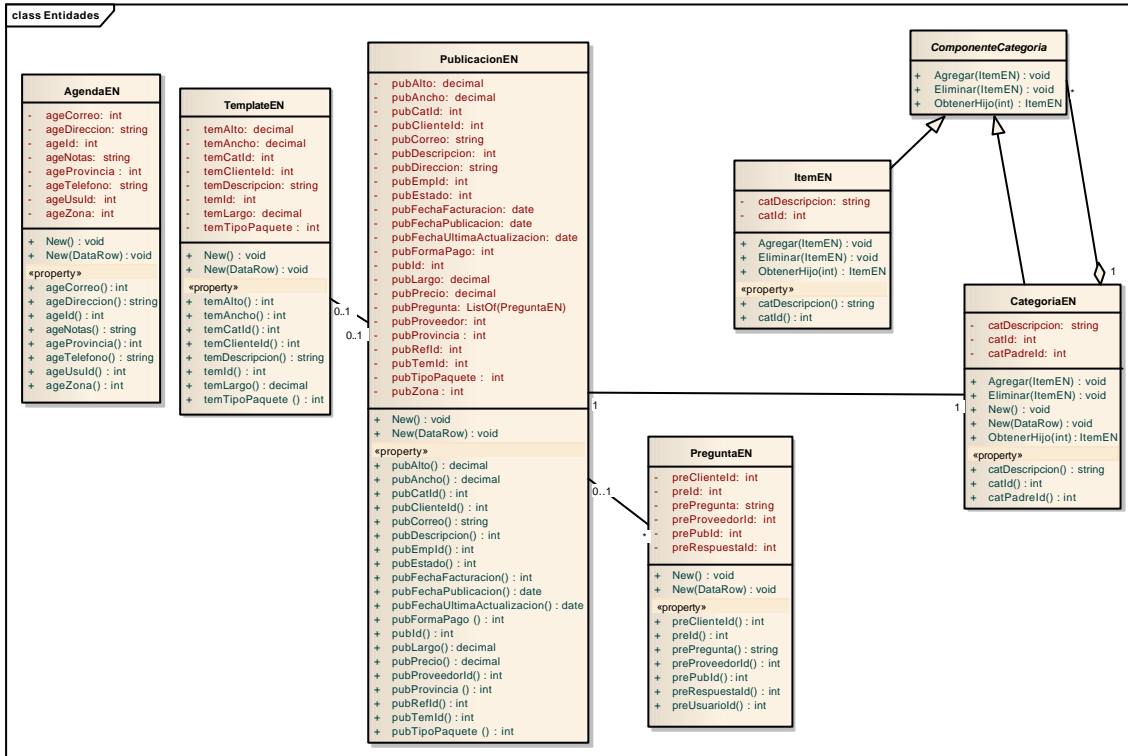 class Entidades
AgendaEN
- ageCorreo: int
- ageDireccion: string
- ageId: int
- ageNotas: string
- ageProvincia : int
- ageTelefono: string
- ageUsuId: int
- ageZona: int
+ New() : void
+ New(DataRow) : void
«property»
+ ageCorreo() : int
+ ageDireccion() : string
+ ageId() : int
+ ageNotas() : string
+ ageProvincia() : int
+ ageTelefono() : string
+ ageUsuId() : int
+ ageZona() : int
TemplateEN
- temAlto: decimal
- temAncho: decimal
- temCatId: int
- temClienteId: int
- temDescripcion: string
- temId: int
- temLargo: decimal
- temTipoPaquete : int
+ New() : void
+ New(DataRow) : void
«property»
+ temAlto() : int
+ temAncho() : int
+ temCatId() : int
+ temClienteId() : int
+ temDescripcion() : string
+ temId() : int
+ temLargo() : decimal
+ temTipoPaquete () : int
0..1
0..1
PublicacionEN
- pubAlto: decimal
- pubAncho: decimal
- pubCatId: int
- pubClienteId: int
- pubCorreo: string
- pubDescripcion: int
- pubDireccion: string
- pubEmpId: int
- pubEstado: int
- pubFechaFacturacion: date
- pubFechaPublicacion: date
- pubFechaUltimaActualizacion: date
- pubFormaPago: int
- pubId: int
- pubLargo: decimal
- pubPrecio: decimal
- pubPregunta: ListOf(PreguntaEN)
- pubProveedor: int
- pubProvincia : int
- pubRefId: int
- pubTemId: int
- pubTipoPaquete : int
- pubZona: int
+ New() : void
+ New(DataRow) : void
«property»
+ pubAlto() : decimal
+ pubAncho() : decimal
+ pubCatId() : int
+ pubClienteId() : int
+ pubCorreo() : string
+ pubDescripcion() : int
+ pubEmpId() : int
+ pubEstado() : int
+ pubFechaFacturacion() : int
+ pubFechaPublicacion() : date
+ pubFechaUltimaActualizacion() : date
+ pubFormaPago () : int
+ pubId() : int
+ pubLargo() : decimal
+ pubPrecio() : decimal
+ pubProveedorId() : int
+ pubProvincia () : int
+ pubRefId() : int
+ pubTemId() : int
+ pubTipoPaquete () : int
1
1
0..1
*
PreguntaEN
- preClienteId: int
- preId: int
- prePregunta: string
- preProveedorId: int
- prePubId: int
- preRespuestaId: int
+ New() : void
+ New(DataRow) : void
«property»
+ preClienteId() : int
+ preId() : int
+ prePregunta() : string
+ preProveedorId() : int
+ prePubId() : int
+ preRespuestaId() : int
+ preUsuarioId() : int
ComponenteCategoria
+ Agregar(ItemEN) : void
+ Eliminar(ItemEN) : void
+ ObtenerHijo(int) : ItemEN
*
1
ItemEN
- catDescripcion: string
- catId: int
+ Agregar(ItemEN) : void
+ Eliminar(ItemEN) : void
+ ObtenerHijo(int) : ItemEN
«property»
+ catDescripcion() : string
+ catId() : int
CategoriaEN
- catDescripcion: string
- catId: int
- catPadreId: int
+ Agregar(ItemEN) : void
+ Eliminar(ItemEN) : void
+ New() : void
+ New(DataRow) : void
+ ObtenerHijo(int) : ItemEN
«property»
+ catDescripcion() : string
+ catId() : int
+ catPadreId() : int